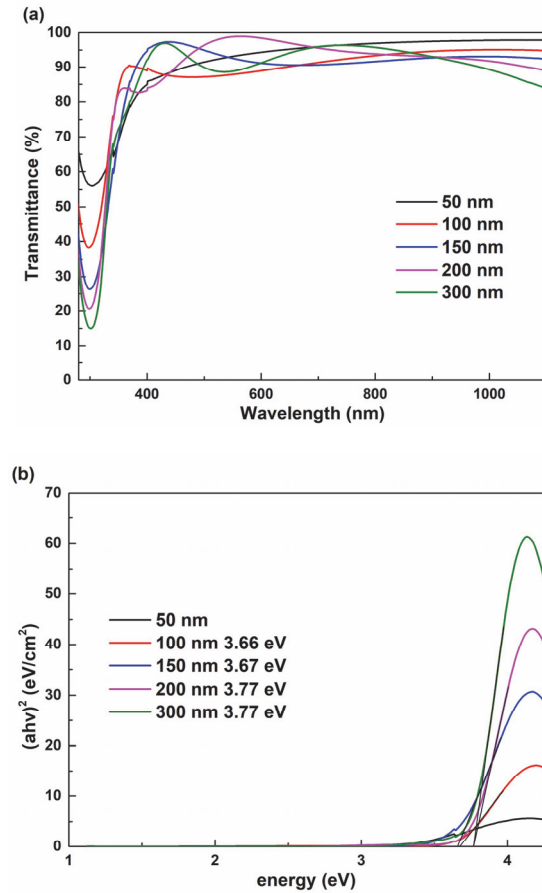 (a)
100
90
80
70
60
50
40
30
20
10
0
Transmittance (%)
50 nm
100 nm
150 nm
200 nm
300 nm
400 600 800 1000
Wavelength (nm)
(b)
70
60
50
40
30
20
10
0
(ahv)² (eV/cm²)
50 nm
100 nm 3.66 eV
150 nm 3.67 eV
200 nm 3.77 eV
300 nm 3.77 eV
1 2 3 4
energy (eV)